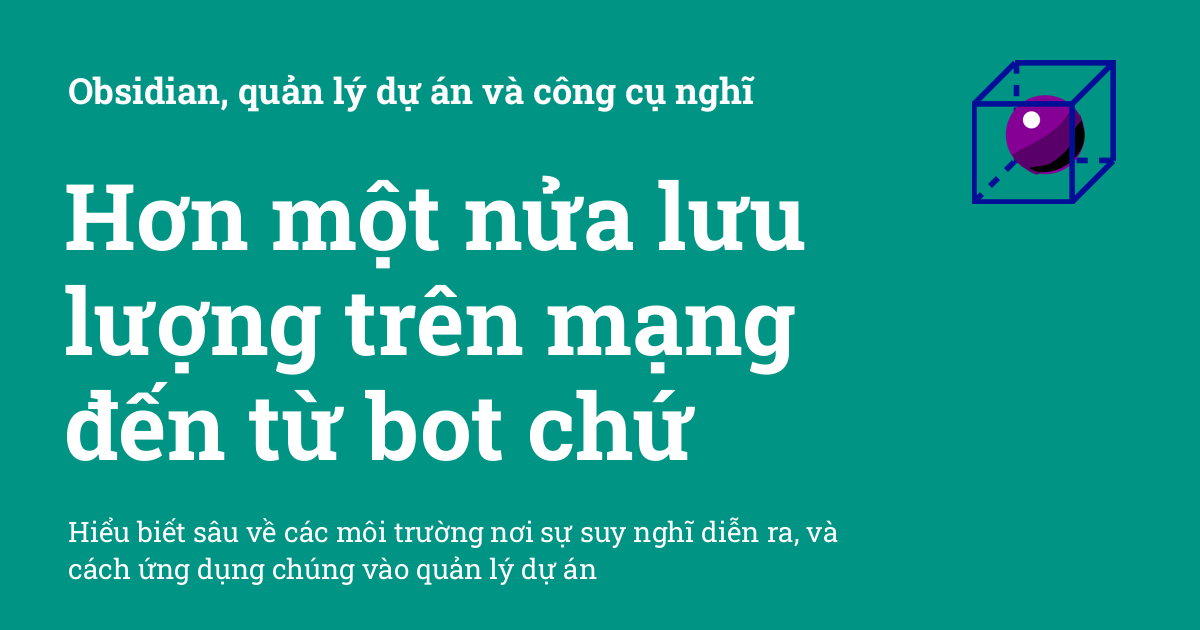 Obsidian, quản lý dự án và công cụ nghĩ
Hơn một nửa lưu
lượng trên mạng
đến từ bot chứ
Hiểu biết sâu về các môi trường nơi sự suy nghĩ diễn ra, và
cách ứng dụng chúng vào quản lý dự án